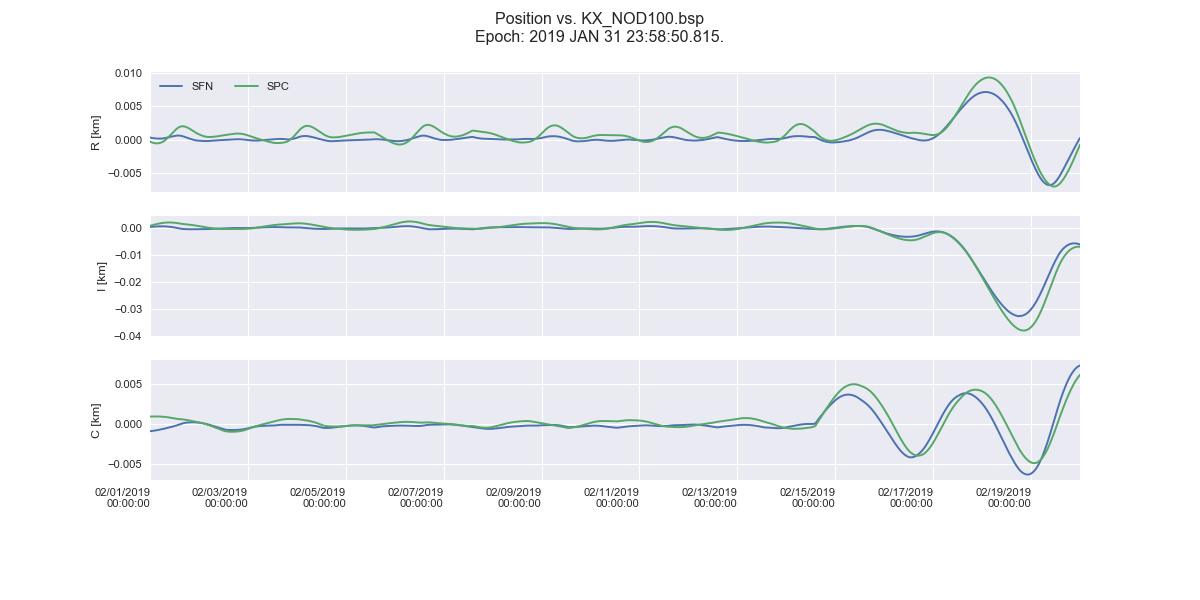 Position vs. KX_NOD100.bsp
Epoch: 2019 JAN 31 23:58:50.815.
SFN SPC
0.010
0.005
0.000
−0.005
R [km]
0.00
−0.01
−0.02
−0.03
−0.04
I [km]
0.005
0.000
−0.005
C [km]
02/01/2019 02/03/2019 02/05/2019 02/07/2019 02/09/2019 02/11/2019 02/13/2019 02/15/2019 02/17/2019 02/19/2019
00:00:00 00:00:00 00:00:00 00:00:00 00:00:00 00:00:00 00:00:00 00:00:00 00:00:00 00:00:00